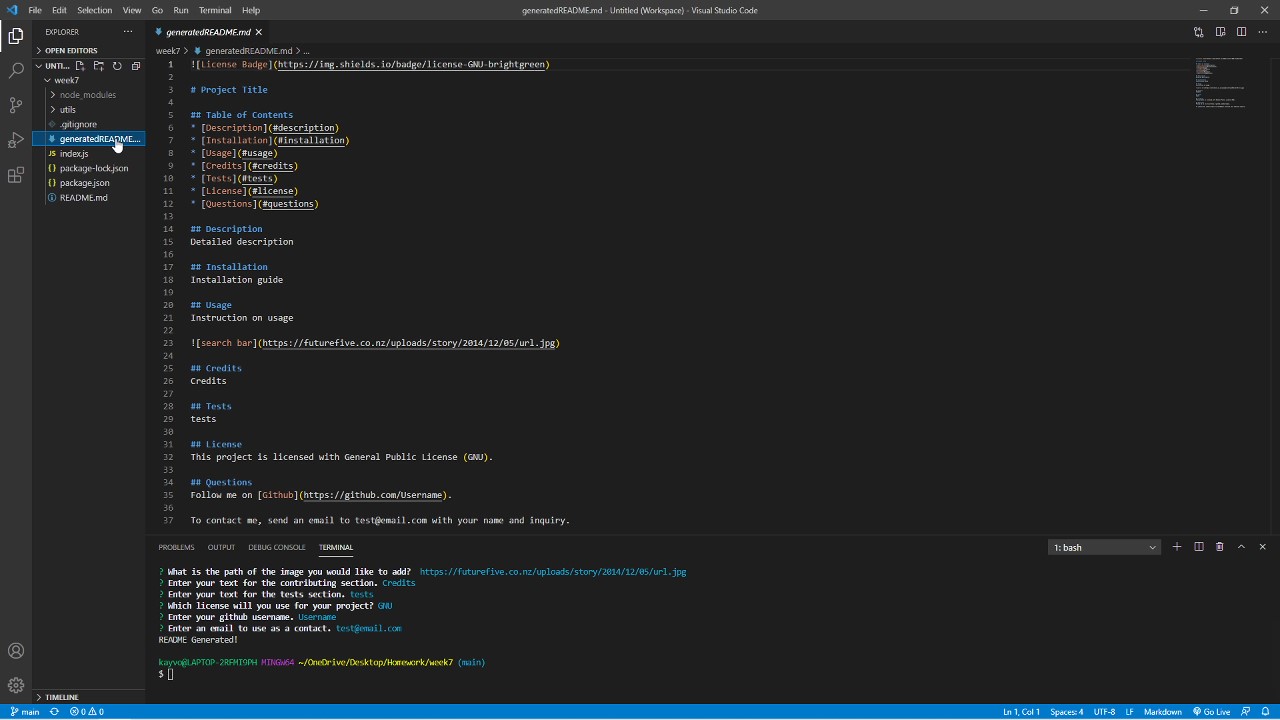 File Edit Selection View Go Run Terminal Help
generatedREADME.md - Untitled (Workspace) - Visual Studio Code
EXPLORER
OPEN EDITORS
UNTI...
week7
node_modules
utils
.gitignore
generatedREADME....
JS index.js
{} package-lock.json
{} package.json
README.md
TIMELINE
generatedREADME.md
week7 > generatedREADME.md > ...
1 ![License Badge](https://img.shields.io/badge/license-GNU-brightgreen)
2
3 # Project Title
4
5 ## Table of Contents
6 * [Description](#description)
7 * [Installation](#installation)
8 * [Usage](#usage)
9 * [Credits](#credits)
10 * [Tests](#tests)
11 * [License](#license)
12 * [Questions](#questions)
13
14 ## Description
15 Detailed description
16
17 ## Installation
18 Installation guide
19
20 ## Usage
21 Instruction on usage
22
23 ![search bar](https://futurefive.co.nz/uploads/story/2014/12/05/url.jpg)
24
25 ## Credits
26 Credits
27
28 ## Tests
29 tests
30
31 ## License
32 This project is licensed with General Public License (GNU).
33
34 ## Questions
35 Follow me on [Github](https://github.com/Username).
36
37 To contact me, send an email to test@email.com with your name and inquiry.
PROBLEMS OUTPUT DEBUG CONSOLE TERMINAL
1: bash
? What is the path of the image you would like to add? https://futurefive.co.nz/uploads/story/2014/12/05/url.jpg
? Enter your text for the contributing section. Credits
? Enter your text for the tests section. tests
? Which license will you use for your project? GNU
? Enter your github username. Username
? Enter an email to use as a contact. test@email.com
README Generated!
kayvo@LAPTOP-2RFMI9PH MINGW64 ~/OneDrive/Desktop/Homework/week7 (main)
$
main 0 0 Ln 1, Col 1 Spaces: 4 UTF-8 LF Markdown Go Live